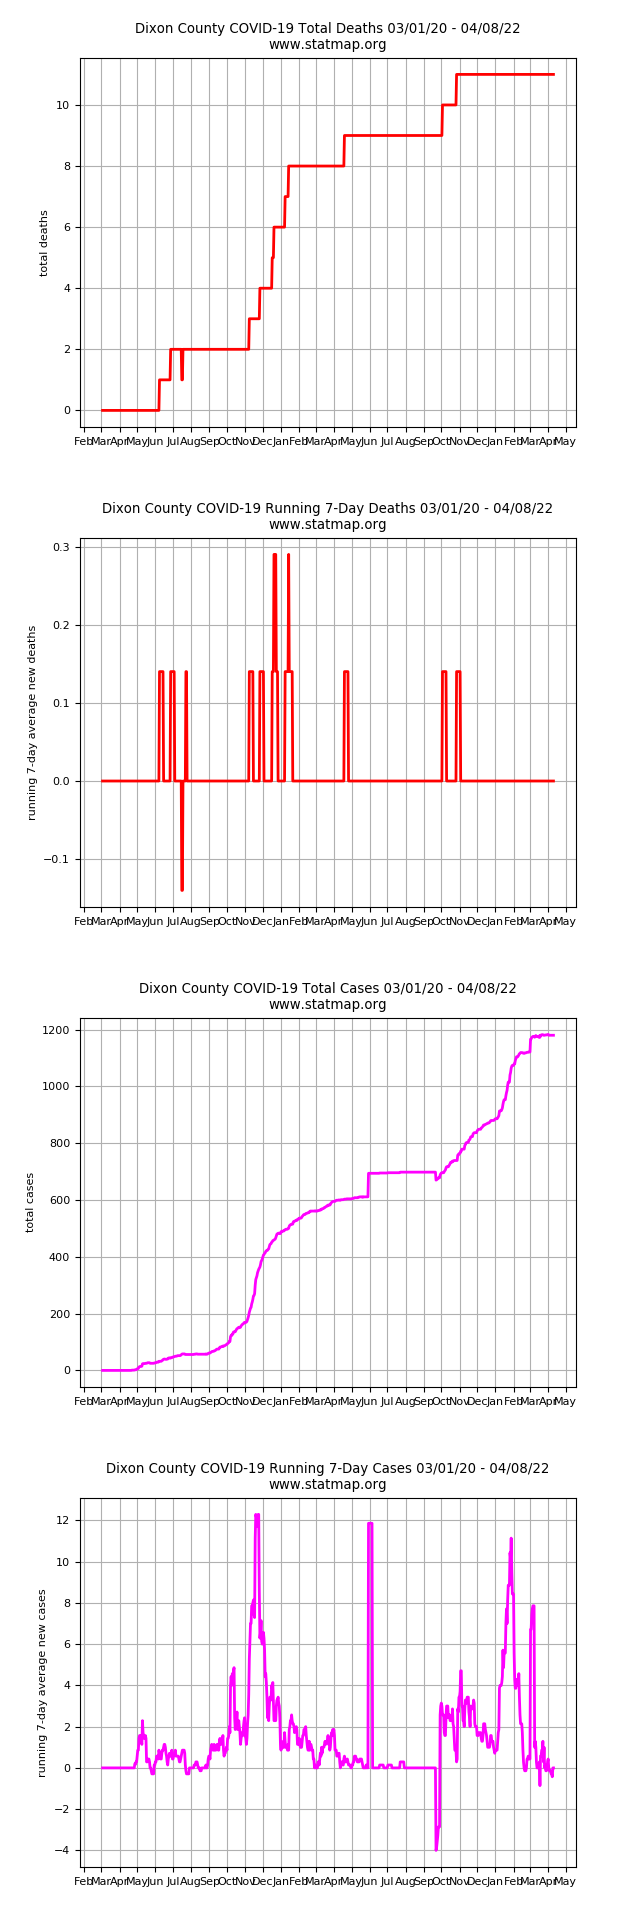 Dixon County COVID-19 Total Deaths 03/01/20 - 04/08/22
www.statmap.org
10
8
6
4
2
0
total deaths
Feb Mar Apr May Jun Jul Aug Sep Oct Nov Dec Jan Feb Mar Apr May Jun Jul Aug Sep Oct Nov Dec Jan Feb Mar Apr May
Dixon County COVID-19 Running 7-Day Deaths 03/01/20 - 04/08/22
www.statmap.org
0.3
0.2
0.1
0.0
−0.1
running 7-day average new deaths
Feb Mar Apr May Jun Jul Aug Sep Oct Nov Dec Jan Feb Mar Apr May Jun Jul Aug Sep Oct Nov Dec Jan Feb Mar Apr May
Dixon County COVID-19 Total Cases 03/01/20 - 04/08/22
www.statmap.org
1200
1000
800
600
400
200
0
total cases
Feb Mar Apr May Jun Jul Aug Sep Oct Nov Dec Jan Feb Mar Apr May Jun Jul Aug Sep Oct Nov Dec Jan Feb Mar Apr May
Dixon County COVID-19 Running 7-Day Cases 03/01/20 - 04/08/22
www.statmap.org
12
10
8
6
4
2
0
−2
−4
running 7-day average new cases
Feb Mar Apr May Jun Jul Aug Sep Oct Nov Dec Jan Feb Mar Apr May Jun Jul Aug Sep Oct Nov Dec Jan Feb Mar Apr May